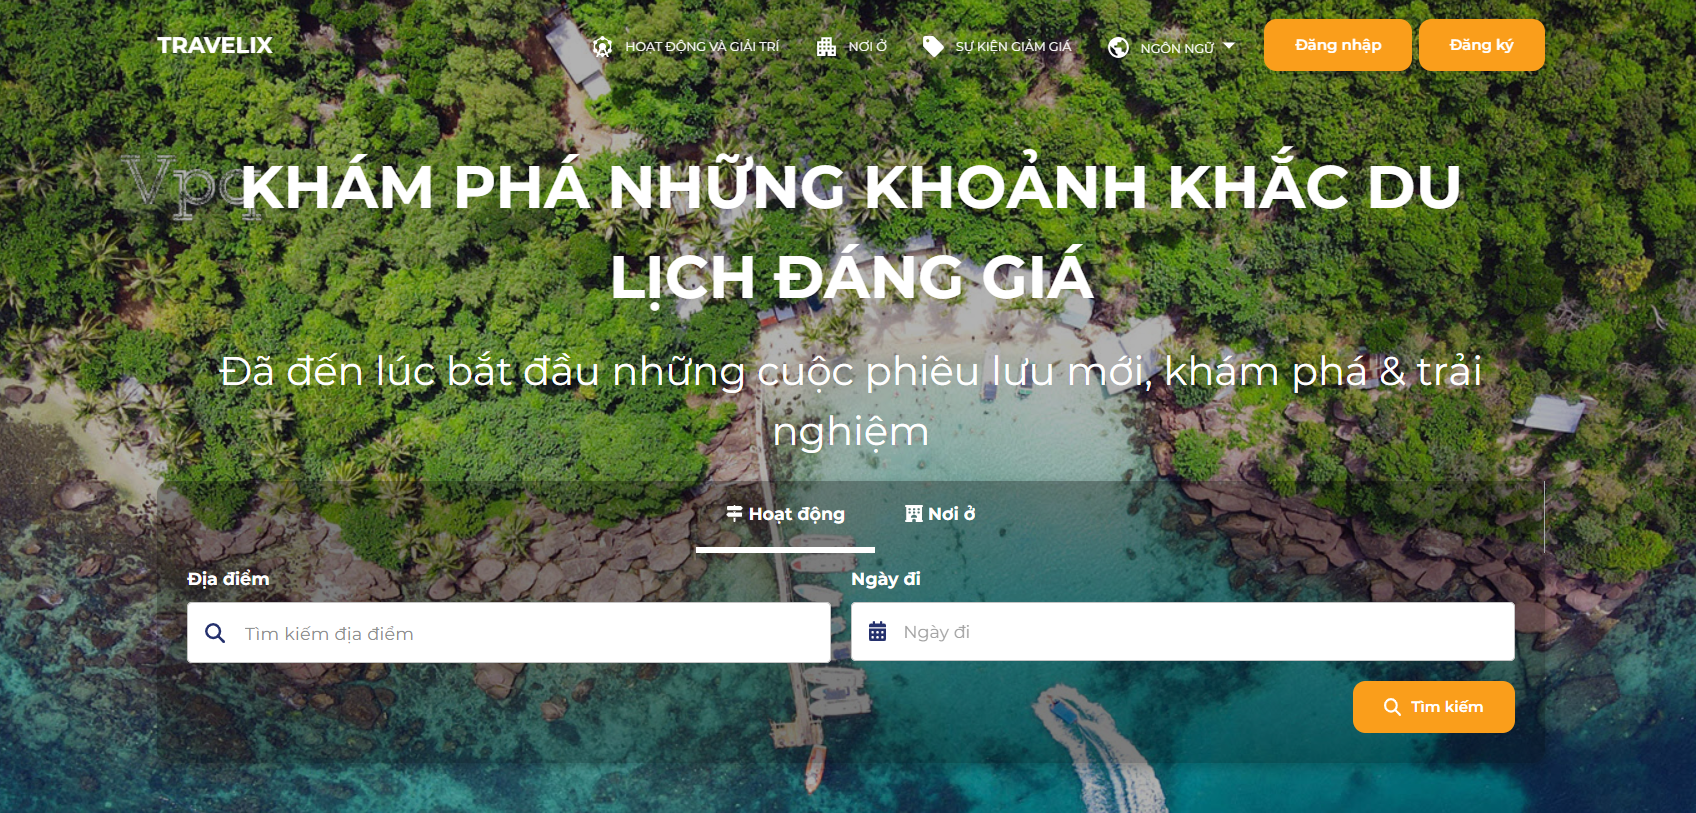 TRAVELIX
HOẠT ĐỘNG VÀ GIẢI TRÍ
NƠI Ở
SỰ KIỆN GIẢM GIÁ
NGÔN NGỮ
Đăng nhập
Đăng ký
Vpq
KHÁM PHÁ NHỮNG KHOẢNH KHẮC DU
LỊCH ĐÁNG GIÁ
Đã đến lúc bắt đầu những cuộc phiêu lưu mới, khám phá & trải
nghiệm
Hoạt động
Nơi ở
Địa điểm
Ngày đi
Tìm kiếm địa điểm
Ngày đi
Tìm kiếm